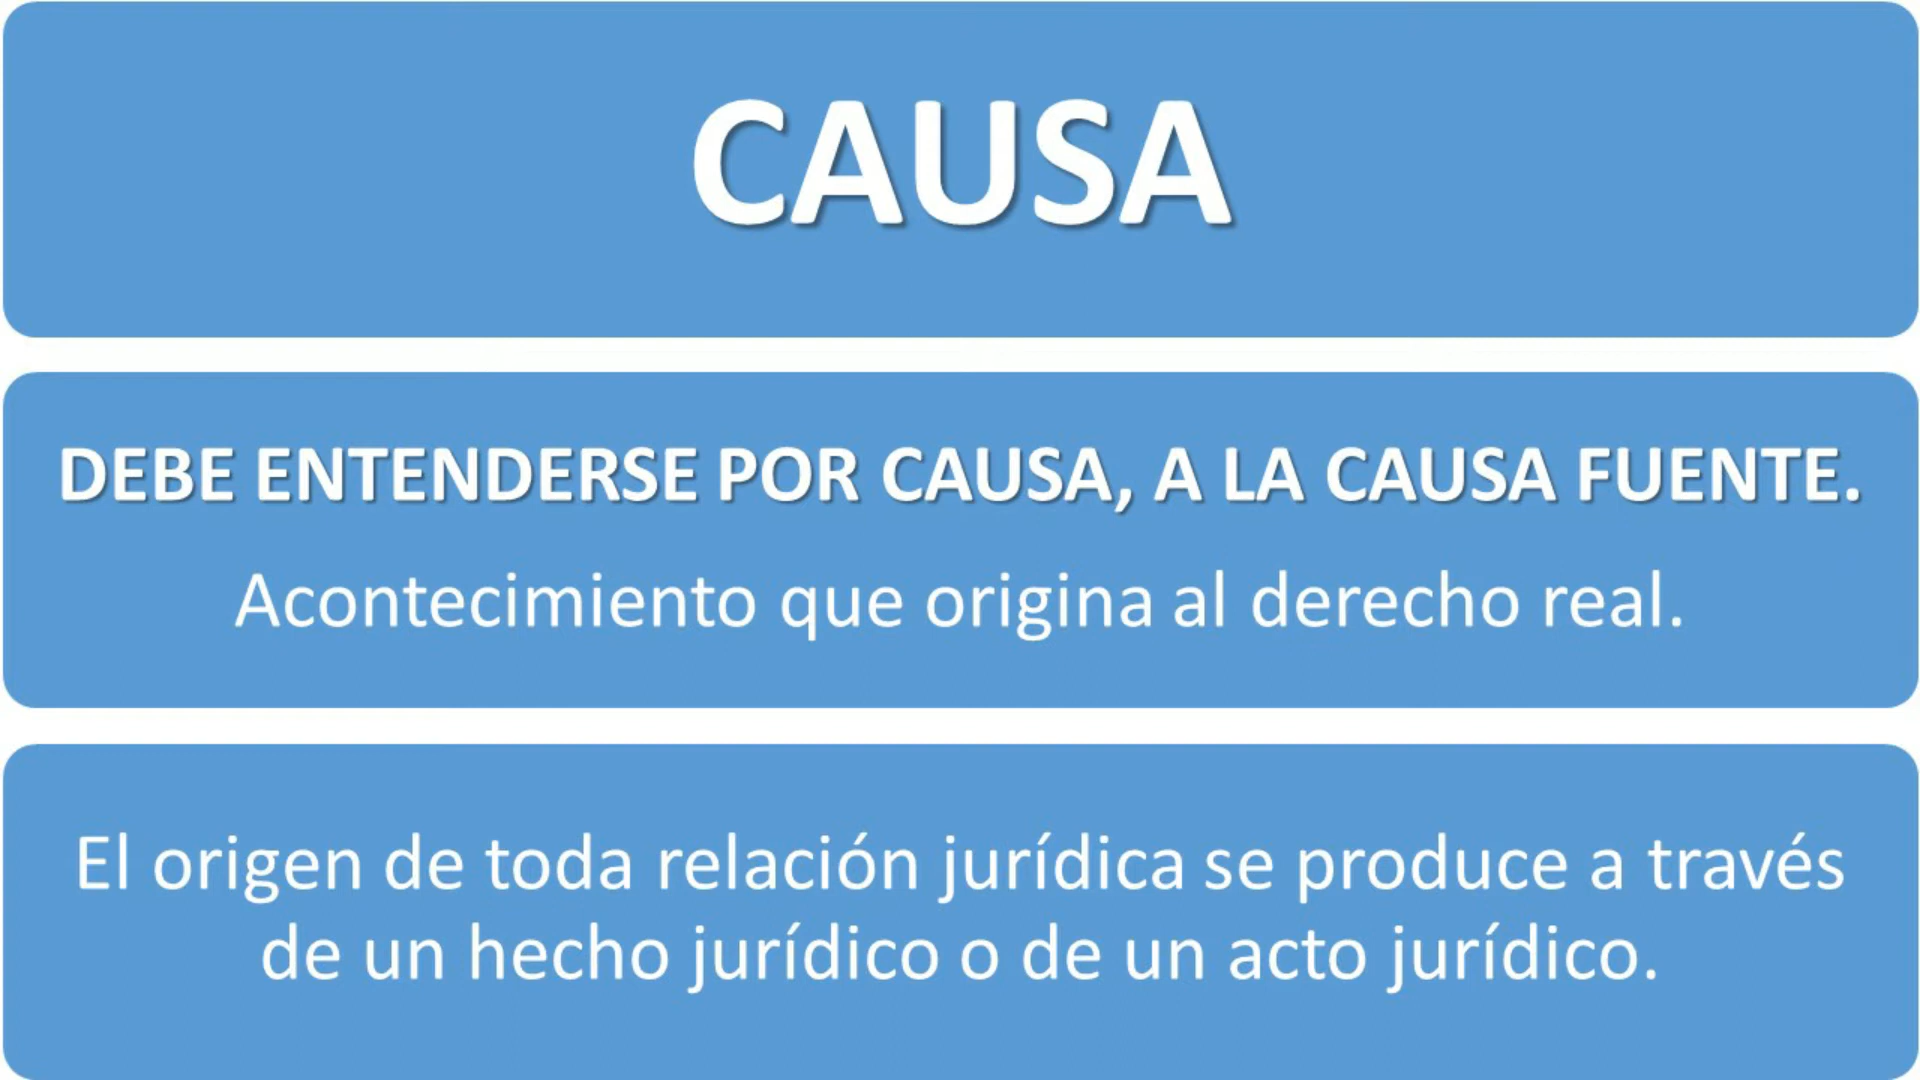 CAUSA
DEBE ENTENDERSE POR CAUSA, A LA CAUSA FUENTE.
Acontecimiento que origina al derecho real.
El origen de toda relación jurídica se produce a través
de un hecho jurídico o de un acto jurídico.